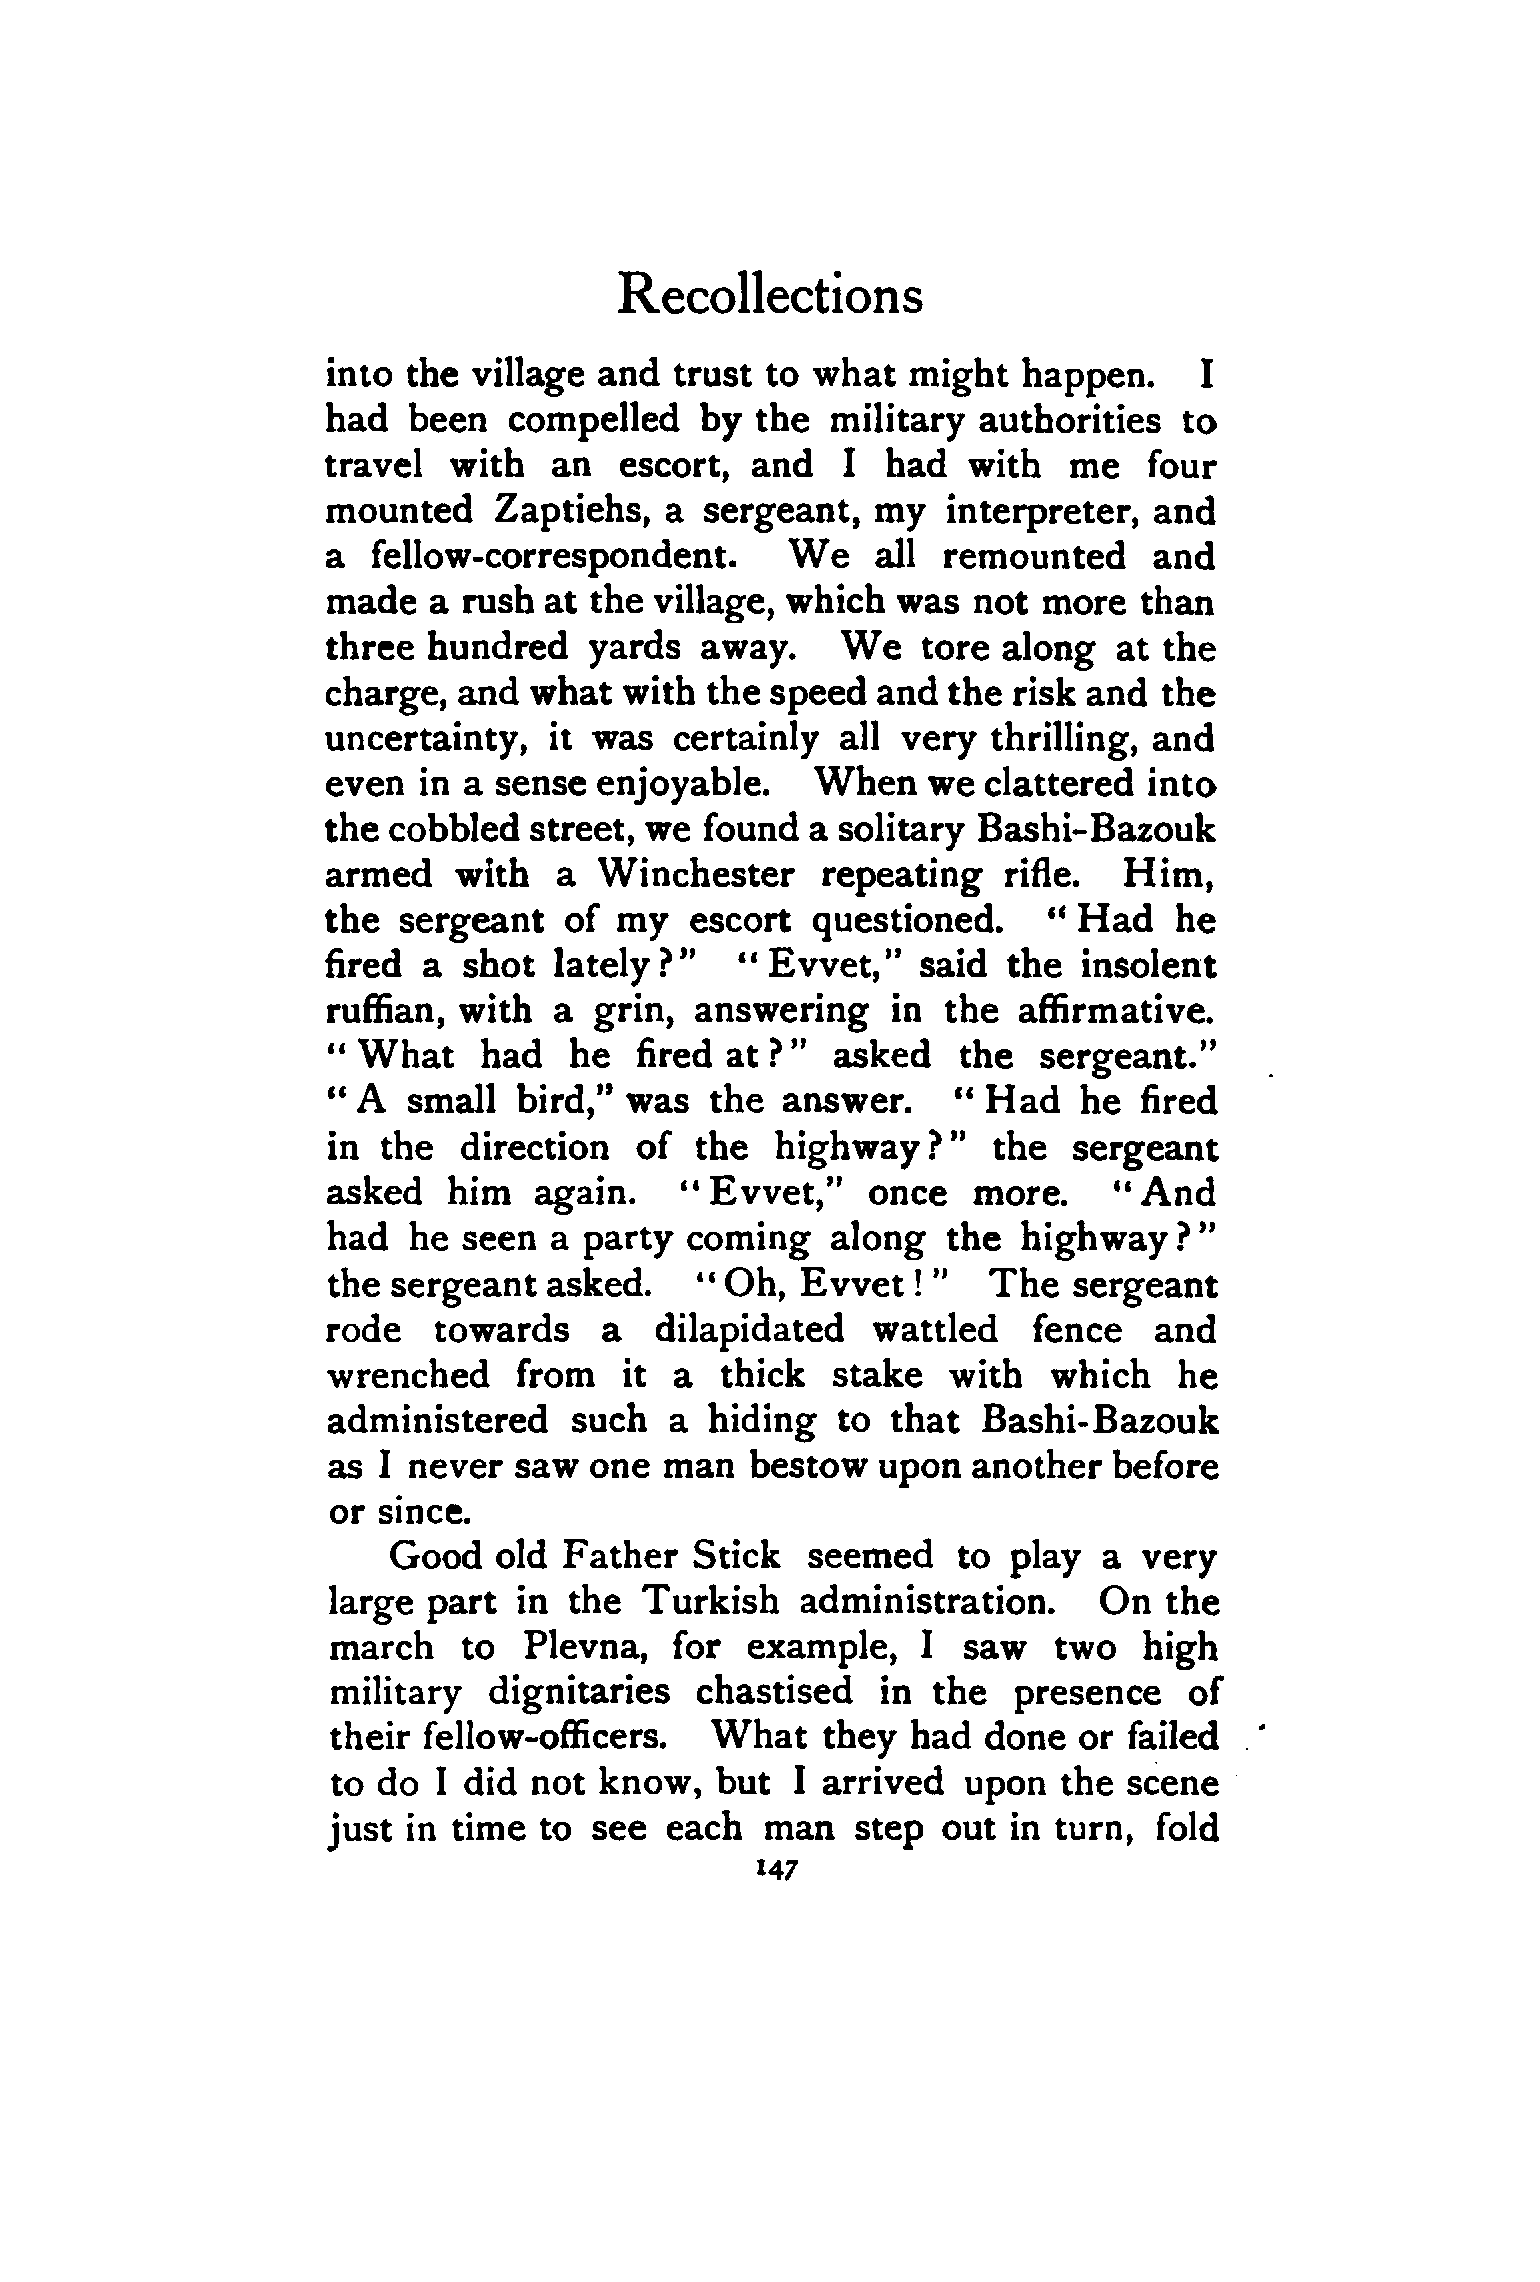 Recollections
into the village and trust to what might happen. I
had been compelled by the military authorities to
travel with an escort, and I had with me four
mounted Zaptiehs, a sergeant, my interpreter, and
a fellow-correspondent. We all remounted and
made a rush at the village, which was not more than
three hundred yards away. We tore along at the
charge, and what with the speed and the risk and the
uncertainty, it was certainly all very thrilling, and
even in a sense enjoyable. When we clattered into
the cobbled street, we found a solitary Bashi-Bazouk
armed with a Winchester repeating rifle. Him,
the sergeant of my escort questioned. “Had he
fired a shot lately?” “Evvet,” said the insolent
ruffian, with a grin, answering in the affirmative.
“What had he fired at?” asked the sergeant.”
“A small bird,” was the answer. “Had he fired
in the direction of the highway?” the sergeant
asked him again. “Evvet,” once more. “And
had he seen a party coming along the highway?”
the sergeant asked. “Oh, Evvet!” The sergeant
rode towards a dilapidated wattled fence and
wrenched from it a thick stake with which he
administered such a hiding to that Bashi-Bazouk
as I never saw one man bestow upon another before
or since.
Good old Father Stick seemed to play a very
large part in the Turkish administration. On the
march to Plevna, for example, I saw two high
military dignitaries chastised in the presence of
their fellow-officers. What they had done or failed
to do I did not know, but I arrived upon the scene
just in time to see each man step out in turn, fold
147